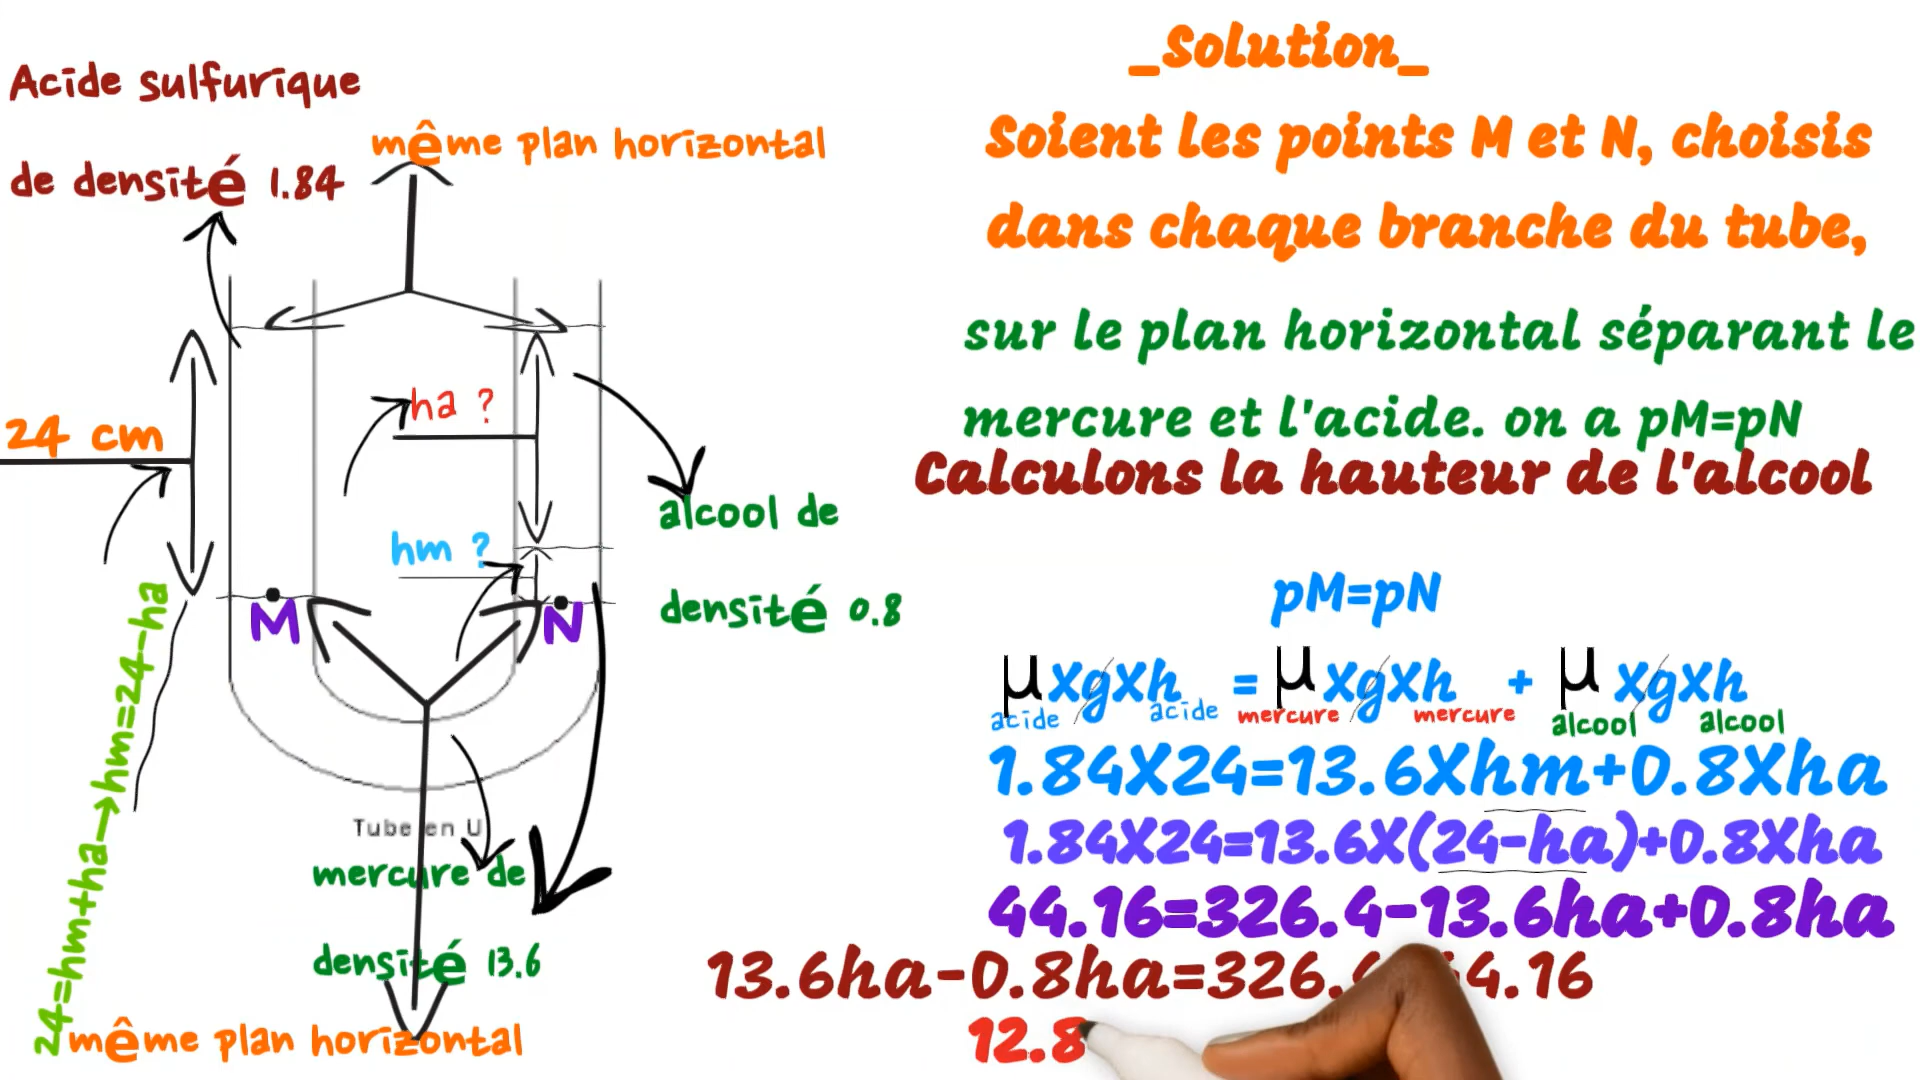 Acide sulfurique
de densité 1.84
même plan horizontal
24 cm
ha ?
hm ?
M
N
alcool de
densité 0.8
24=hm+ha→hm=24-ha
Tube en U
mercure de
densité 13.6
même plan horizontal
_Solution_
Soient les points M et N, choisis
dans chaque branche du tube,
sur le plan horizontal séparant le
mercure et l'acide. on a pM=pN
Calculons la hauteur de l'alcool
pM=pN
μXgXh = μXgXh + μXgXh
acide acide mercure mercure alcool alcool
1.84X24=13.6Xhm+0.8Xha
1.84X24=13.6X(24-ha)+0.8Xha
44.16=326.4-13.6ha+0.8ha
13.6ha-0.8ha=326. 4.16
12.8